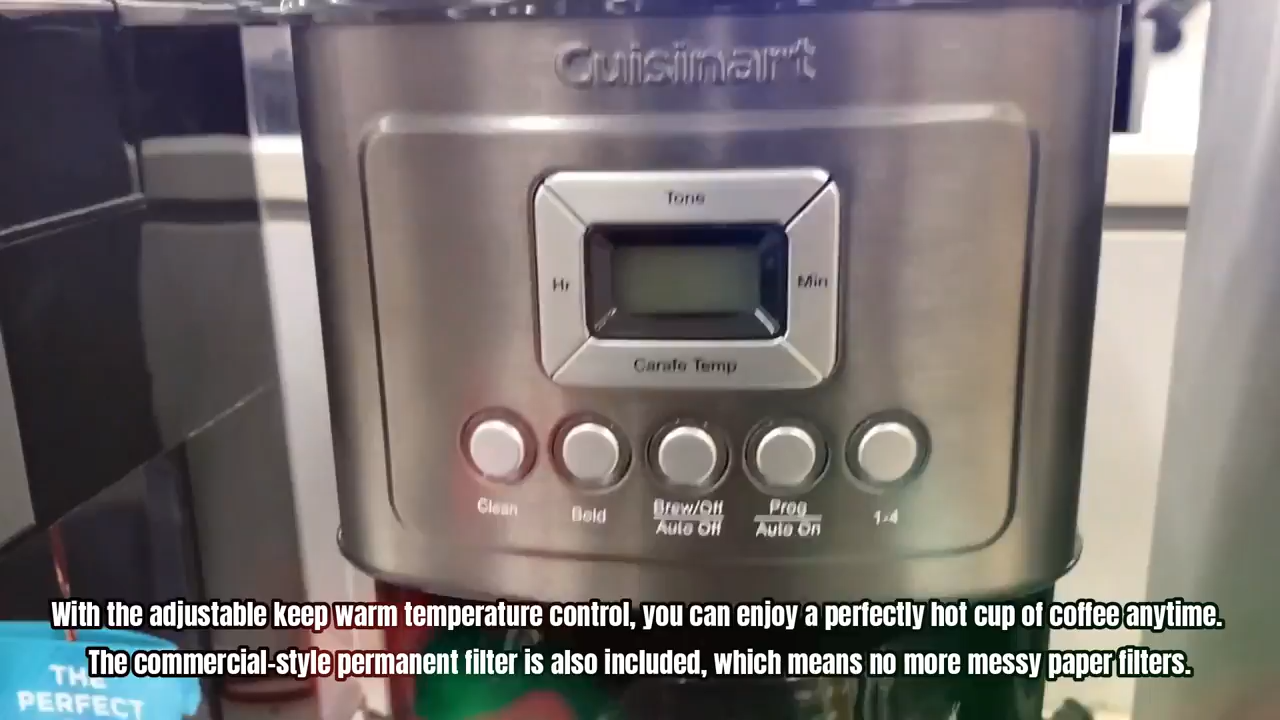 Cuisinart
Tone
Hr
Min
Carafe Temp
Clean
Bold
Brew/Off
Auto Off
Prog
Auto On
1-4
With the adjustable keep warm temperature control, you can enjoy a perfectly hot cup of coffee anytime.
The commercial-style permanent filter is also included, which means no more messy paper filters.
THE
PERFECT